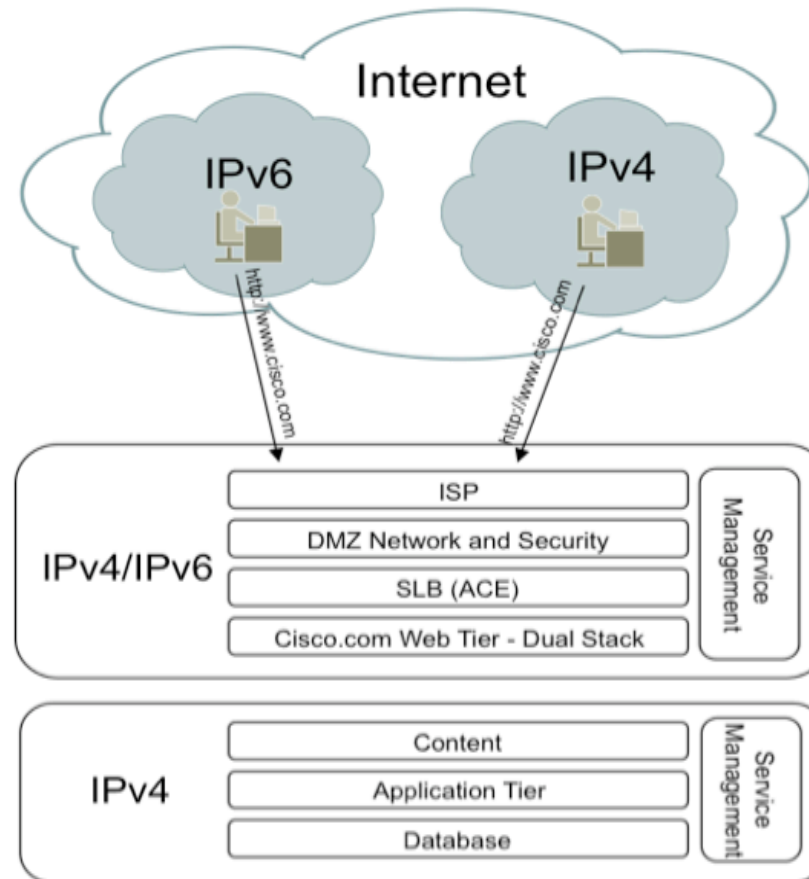 Internet
IPv6
IPv4
http://www.cisco.com
http://www.cisco.com
IPv4/IPv6
ISP
DMZ Network and Security
SLB (ACE)
Cisco.com Web Tier - Dual Stack
Service
Management
IPv4
Content
Application Tier
Database
Service
Management